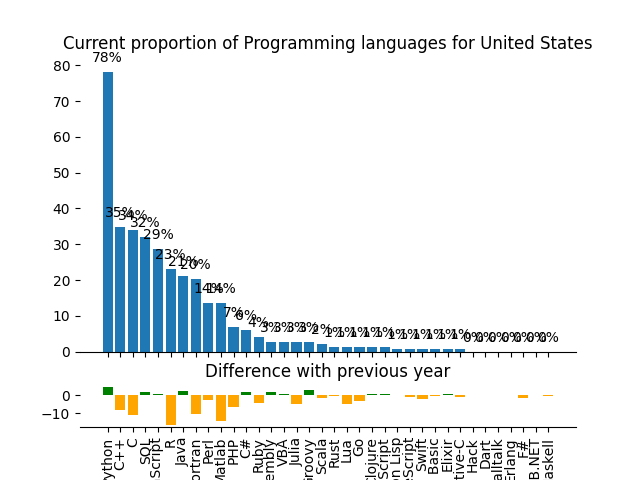 Current proportion of Programming languages for United States
80
70
60
50
40
30
20
10
0
78%
35%
34%
32%
29%
23%
21%
20%
14%
14%
7%
6%
4%
3%
3%
3%
3%
2%
1%
1%
1%
1%
1%
1%
1%
1%
1%
1%
1%
0%
0%
0%
0%
0%
0%
0%
Difference with previous year
0
−10
ython
C++
C
SQL
Script
R
Java
ortran
Perl
Matlab
PHP
C#
Ruby
embly
VBA
Julia
Groovy
Scala
Rust
Lua
Go
lojure
Script
on Lisp
eScript
Swift
Basic
Elixir
tive-C
Hack
Dart
alltalk
Erlang
F#
B.NET
askell